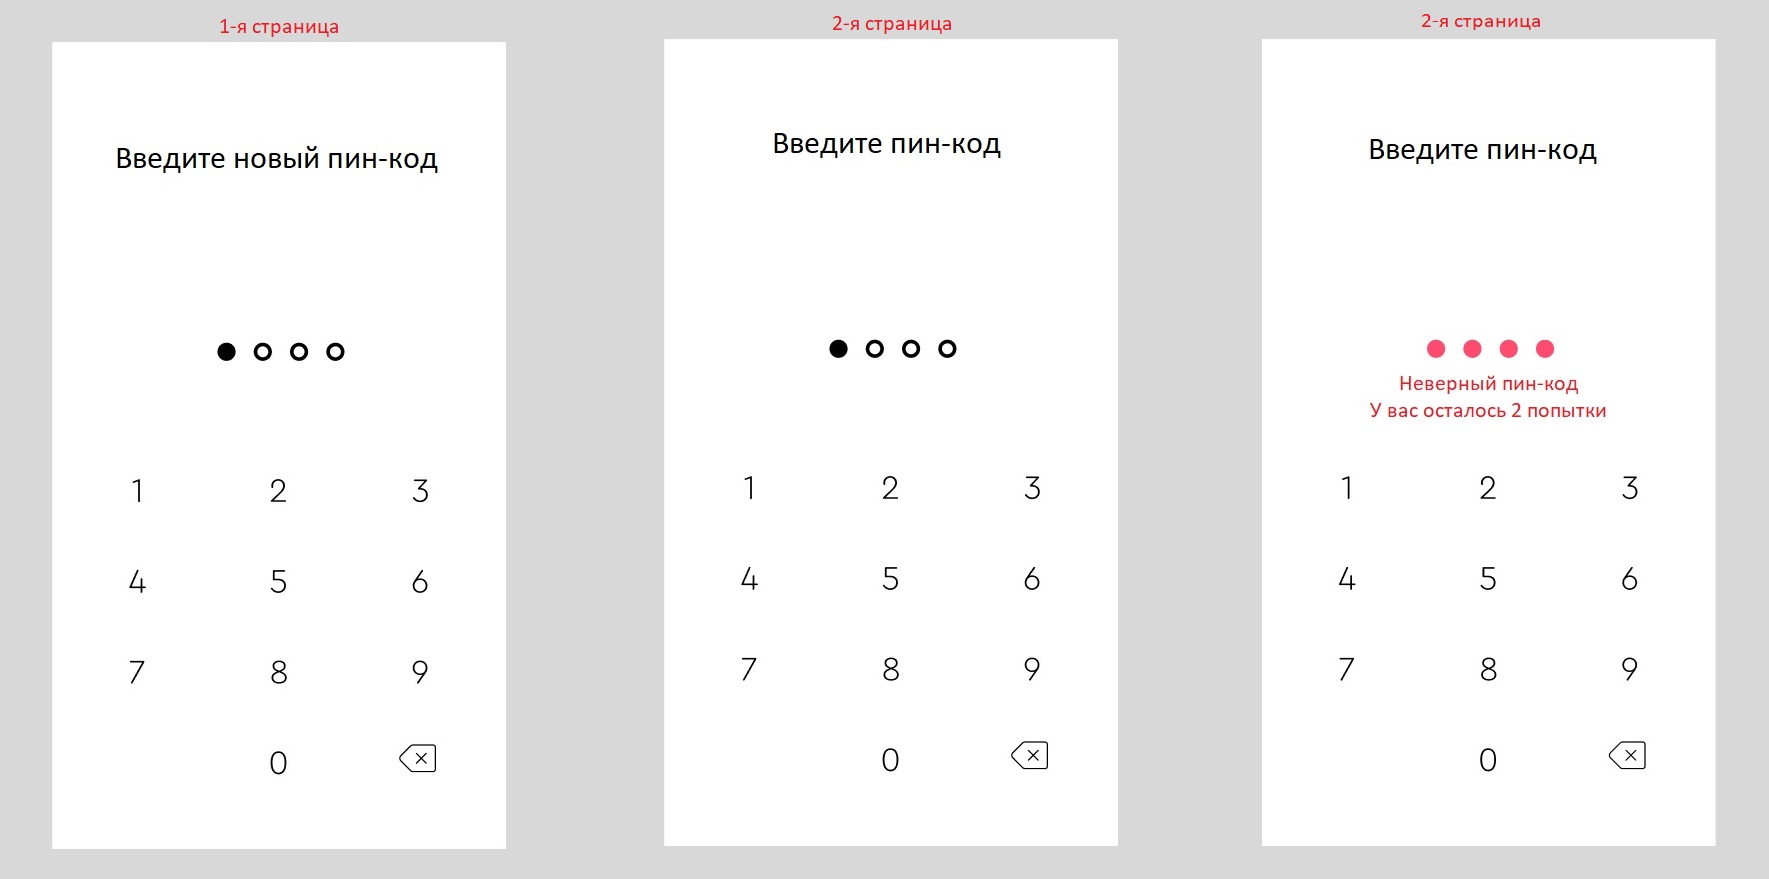 1-я страница
Введите новый пин-код
1 2 3
4 5 6
7 8 9
0
2-я страница
Введите пин-код
1 2 3
4 5 6
7 8 9
0
2-я страница
Введите пин-код
Неверный пин-код
У вас осталось 2 попытки
1 2 3
4 5 6
7 8 9
0